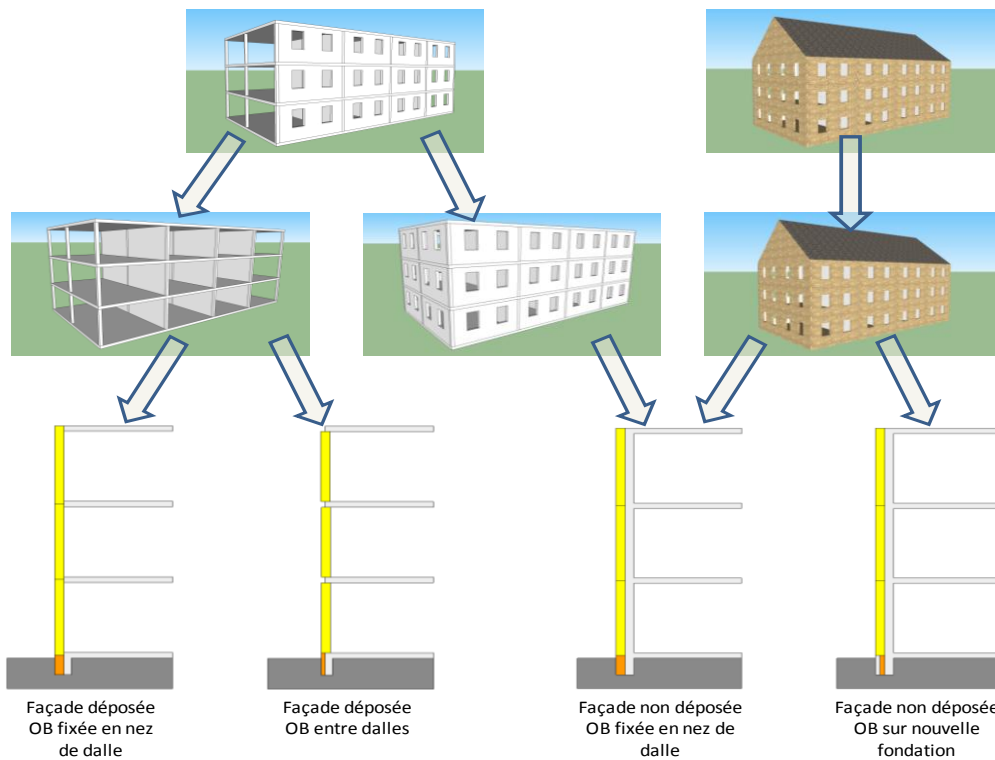 Façade déposée
OB fixée en nez
de dalle
Façade déposée
OB entre dalles
Façade non déposée
OB fixée en nez de
dalle
Façade non déposée
OB sur nouvelle
fondation